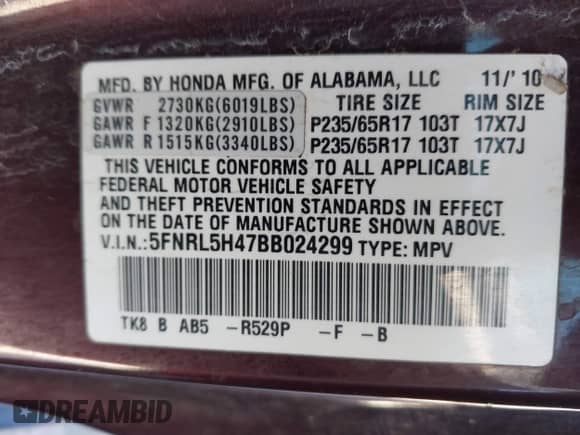 MFD. BY HONDA MFG. OF ALABAMA, LLC 11/'10
GVWR 2730KG(6019LBS) TIRE SIZE RIM SIZE
GAWR F 1320KG(2910LBS) P235/65R17 103T 17X7J
GAWR R 1515KG(3340LBS) P235/65R17 103T 17X7J
THIS VEHICLE CONFORMS TO ALL APPLICABLE
FEDERAL MOTOR VEHICLE SAFETY
AND THEFT PREVENTION STANDARDS IN EFFECT
ON THE DATE OF MANUFACTURE SHOWN ABOVE.
V.I.N.:5FNRL5H47BB024299 TYPE: MPV
TK8 B AB5 -R529P -F -B
DREAMBID